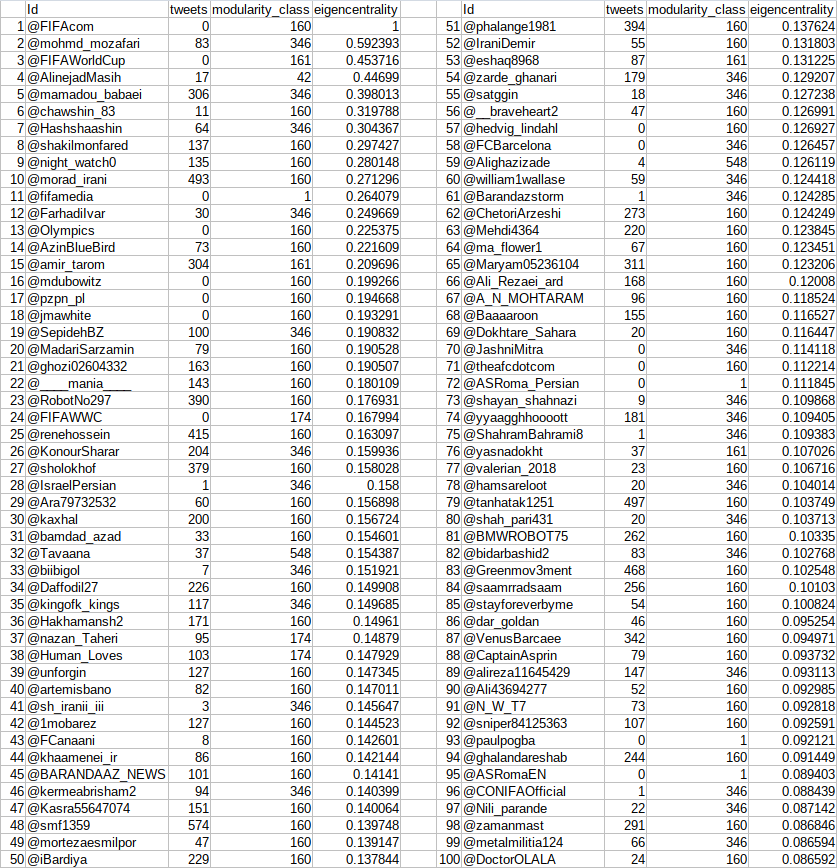 Id tweets modularity_class eigencentrality
1 @FIFAcom 0 160 1
2 @mohmd_mozafari 83 346 0.592393
3 @FIFAWorldCup 0 161 0.453716
4 @AlinejadMasih 17 42 0.44699
5 @mamadou_babaei 306 346 0.398013
6 @chawshin_83 11 160 0.319788
7 @Hashshaashin 64 346 0.304367
8 @shakilmonfared 137 160 0.297427
9 @night_watch0 135 160 0.280148
10 @morad_irani 493 160 0.271296
11 @fifamedia 0 1 0.264079
12 @FarhadiIvar 30 346 0.249669
13 @Olympics 0 160 0.225375
14 @AzinBlueBird 73 160 0.221609
15 @amir_tarom 304 161 0.209696
16 @mdubowitz 0 160 0.199266
17 @pzpn_pl 0 160 0.194668
18 @jmawhite 0 160 0.193291
19 @SepidehBZ 100 346 0.190832
20 @MadariSarzamin 79 160 0.190528
21 @ghozi02604332 163 160 0.190507
22 @____mania____ 143 160 0.180109
23 @RobotNo297 390 160 0.176931
24 @FIFAWWC 0 174 0.167994
25 @renehossein 415 160 0.163097
26 @KonourSharar 204 346 0.159936
27 @sholokhof 379 160 0.158028
28 @IsraelPersian 1 346 0.158
29 @Ara79732532 60 160 0.156898
30 @kaxhal 200 160 0.156724
31 @bamdad_azad 33 160 0.154601
32 @Tavaana 37 548 0.154387
33 @biibigol 7 346 0.151921
34 @Daffodil27 226 160 0.149908
35 @kingofk_kings 117 346 0.149685
36 @Hakhamansh2 171 160 0.14961
37 @nazan_Taheri 95 174 0.14879
38 @Human_Loves 103 174 0.147929
39 @unforgin 127 160 0.147345
40 @artemisbano 82 160 0.147011
41 @sh_iranii_iii 3 346 0.145647
42 @1mobarez 127 160 0.144523
43 @FCanaani 8 160 0.142601
44 @khaamenei_ir 86 160 0.142144
45 @BARANDAAZ_NEWS 101 160 0.14141
46 @kermeabrisham2 94 346 0.140399
47 @Kasra55647074 151 160 0.140064
48 @smf1359 574 160 0.139748
49 @mortezaesmilpor 47 160 0.139147
50 @iBardiya 229 160 0.137844
Id tweets modularity_class eigencentrality
51 @phalange1981 394 160 0.137624
52 @IraniDemir 55 160 0.131803
53 @eshaq8968 87 161 0.131225
54 @zarde_ghanari 179 346 0.129207
55 @satggin 18 346 0.127238
56 @__braveheart2 47 160 0.126991
57 @hedvig_lindahl 0 160 0.126927
58 @FCBarcelona 0 346 0.126457
59 @Alighazizade 4 548 0.126119
60 @william1wallase 59 346 0.124418
61 @Barandazstorm 1 346 0.124285
62 @ChetoriArzeshi 273 160 0.124249
63 @Mehdi4364 220 160 0.123845
64 @ma_flower1 67 160 0.123451
65 @Maryam05236104 311 160 0.123206
66 @Ali_Rezaei_ard 168 160 0.12008
67 @A_N_MOHTARAM 96 160 0.118524
68 @Baaaaroon 155 160 0.116527
69 @Dokhtare_Sahara 20 160 0.116447
70 @JashniMitra 0 346 0.114118
71 @theafcdotcom 0 160 0.112214
72 @ASRoma_Persian 0 1 0.111845
73 @shayan_shahnazi 9 346 0.109868
74 @yyaagghhoooott 181 346 0.109405
75 @ShahramBahrami8 1 346 0.109383
76 @yasnadokht 37 161 0.107026
77 @valerian_2018 23 160 0.106716
78 @hamsareloot 20 346 0.104014
79 @tanhatak1251 497 160 0.103749
80 @shah_pari431 20 346 0.103713
81 @BMWROBOT75 262 160 0.10335
82 @bidarbashid2 83 346 0.102768
83 @Greenmov3ment 468 160 0.102548
84 @saamrradsaam 256 160 0.10103
85 @stayforeverbyme 54 160 0.100824
86 @dar_goldan 46 160 0.095254
87 @VenusBarcaee 342 160 0.094971
88 @CaptainAsprin 79 160 0.093732
89 @alireza11645429 147 346 0.093113
90 @Ali43694277 52 160 0.092985
91 @N_W_T7 73 160 0.092818
92 @sniper84125363 107 160 0.092591
93 @paulpogba 0 1 0.092121
94 @ghalandareshab 244 160 0.091449
95 @ASRomaEN 0 1 0.089403
96 @CONIFAOfficial 1 346 0.088439
97 @Nili_parande 22 346 0.087142
98 @zamanmast 291 160 0.086846
99 @metalmilitia124 66 346 0.086594
100 @DoctorOLALA 24 160 0.086592